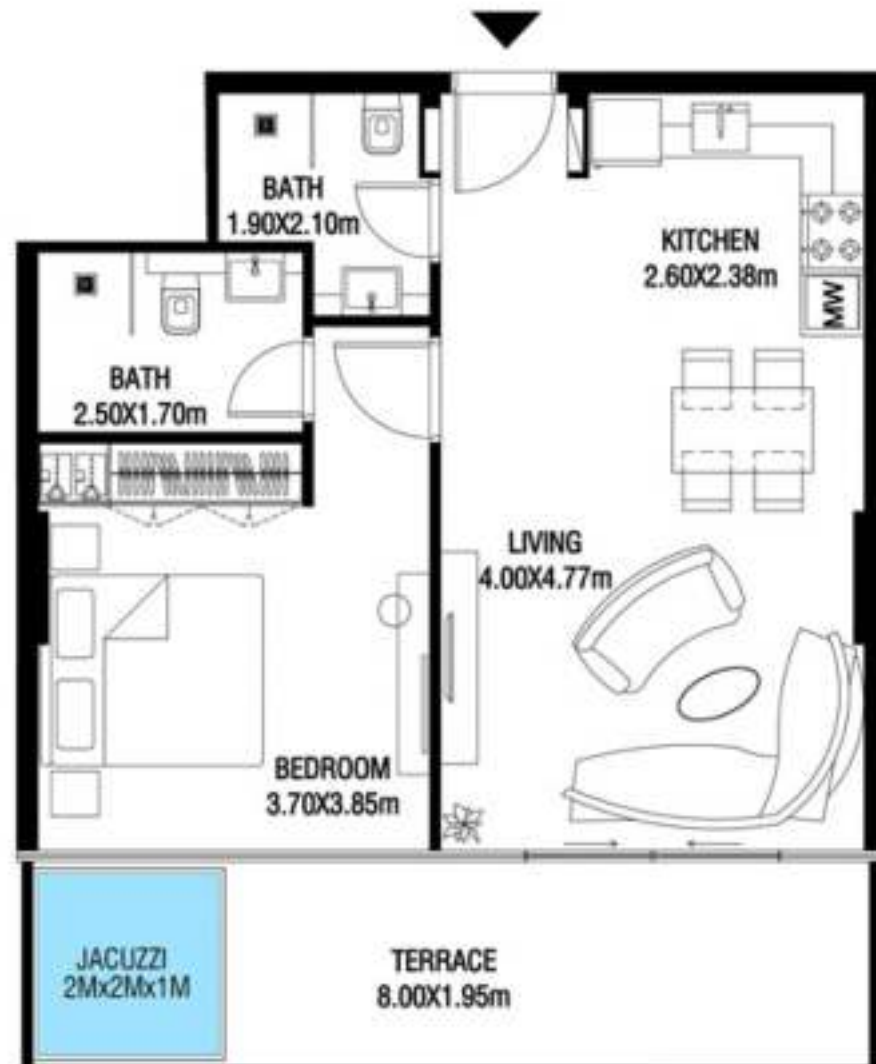 BATH
1.90X2.10m
KITCHEN
2.60X2.38m
MW
BATH
2.50X1.70m
LIVING
4.00X4.77m
BEDROOM
3.70X3.85m
JACUZZI
2Mx2Mx1M
TERRACE
8.00X1.95m